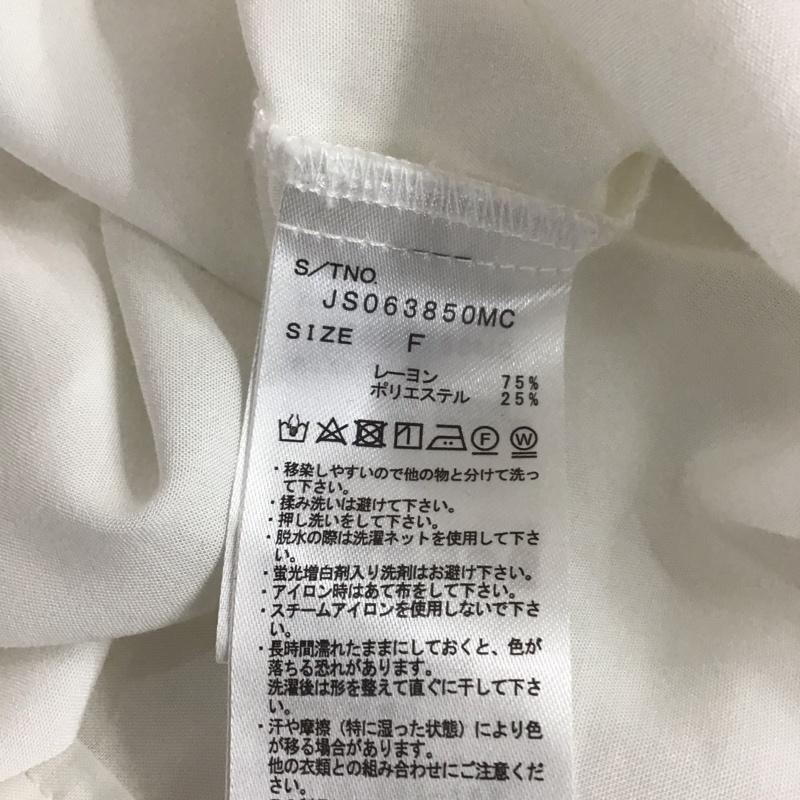 S/TNO.
JS063850MC
SIZE F
レーヨン 75%
ポリエステル 25%
F W
・移染しやすいので他の物と分けて洗っ
て下さい。
・揉み洗いは避けて下さい。
・押し洗いをして下さい。
・脱水の際は洗濯ネットを使用して下さ
い。
・蛍光増白剤入り洗剤はお避け下さい。
・アイロン時はあて布をして下さい。
・スチームアイロンを使用しないで下さ
い。
・長時間濡れたままにしておくと、色が
落ちる恐れがあります。
洗濯後は形を整えて直ぐに干して下さ
い。
・汗や摩擦（特に湿った状態）により色
が移る場合があります。
他の衣類との組み合わせにご注意くだ
さい。